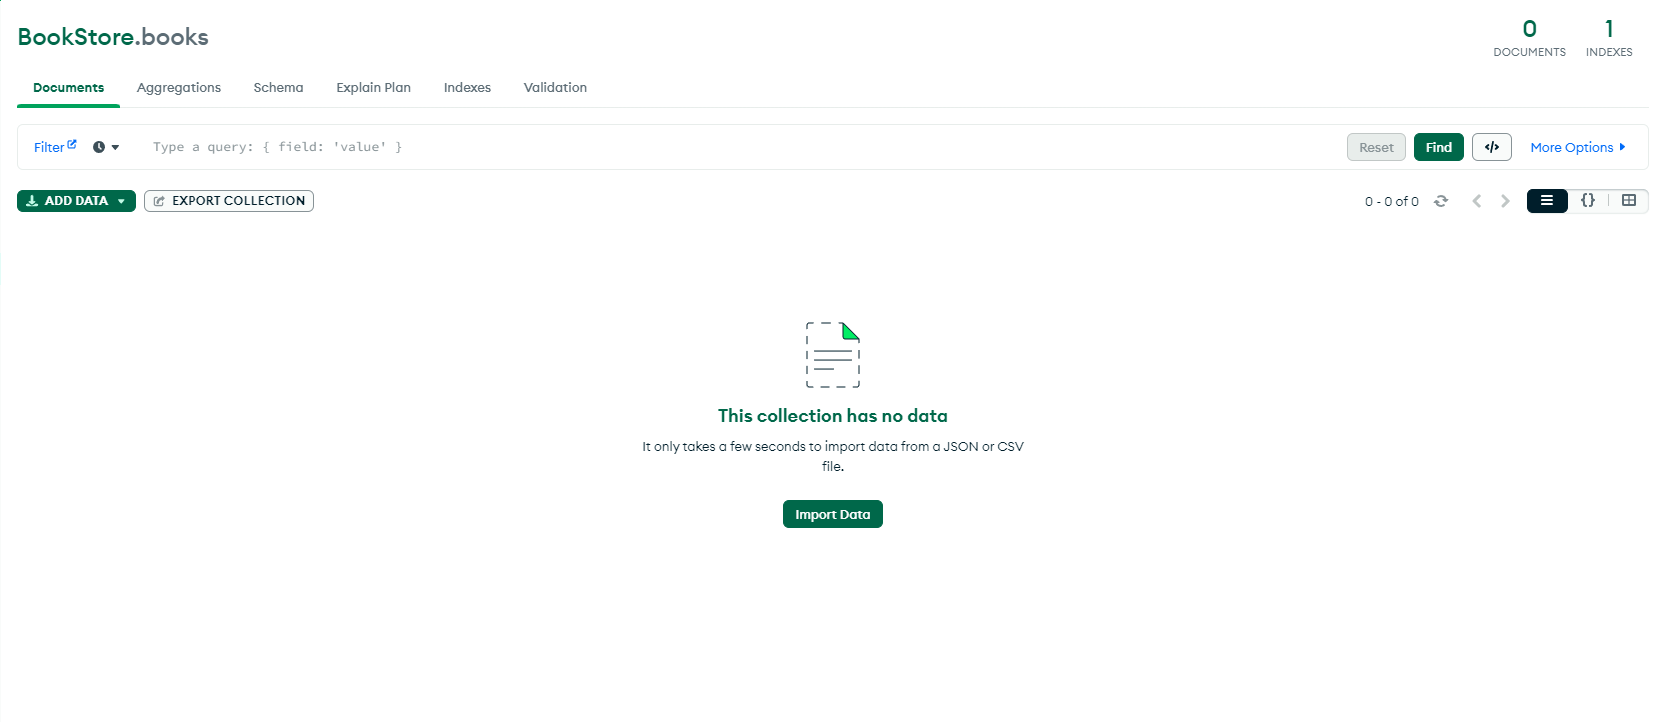 BookStore.books
0 1
DOCUMENTS INDEXES
Documents Aggregations Schema Explain Plan Indexes Validation
Filter Type a query: { field: 'value' } Reset Find </> More Options
ADD DATA EXPORT COLLECTION 0 - 0 of 0 {}
This collection has no data
It only takes a few seconds to import data from a JSON or CSV
file.
Import Data